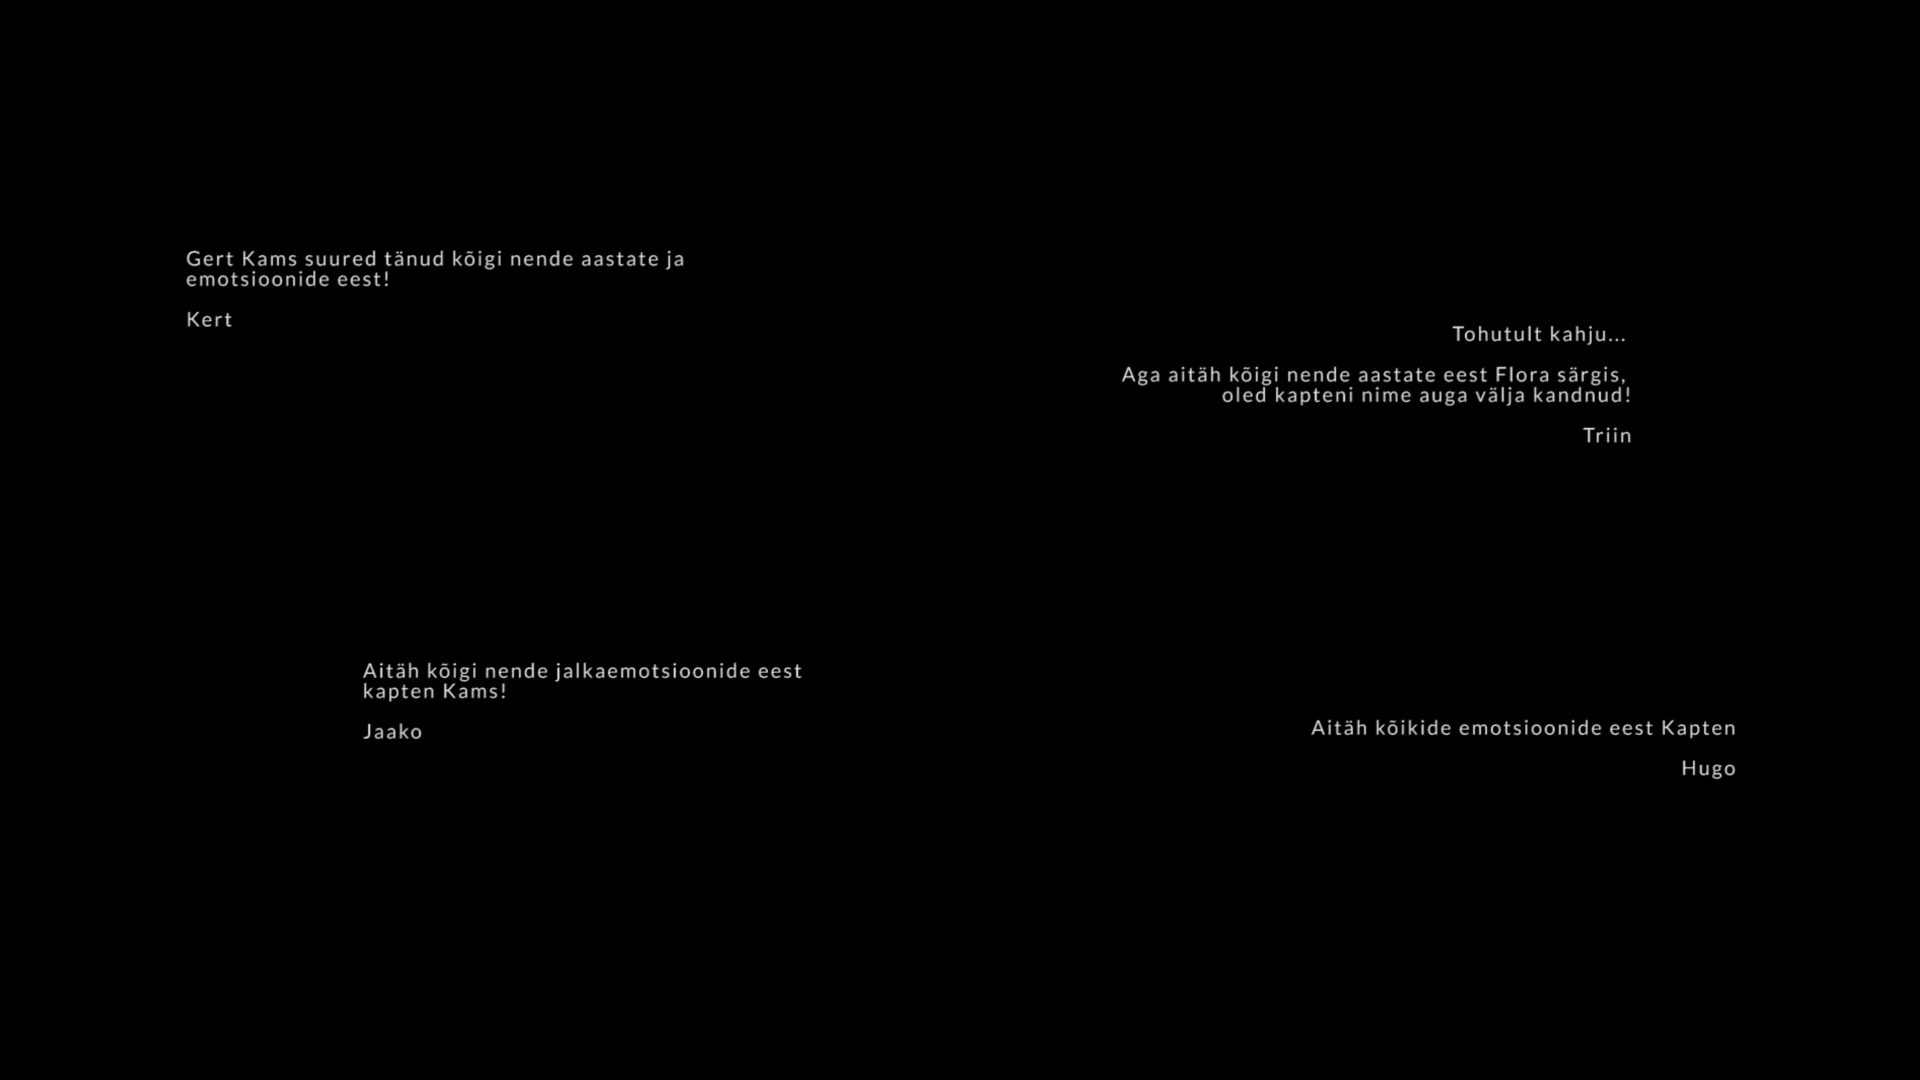 Gert Kams suured tänud kõigi nende aastate ja
emotsioonide eest!
Kert
Tohutult kahju...
Aga aitäh kõigi nende aastate eest Flora särgis,
oled kapteni nime auga välja kandnud!
Triin
Aitäh kõigi nende jalkaemotsioonide eest
kapten Kams!
Jaako
Aitäh kõikide emotsioonide eest Kapten
Hugo